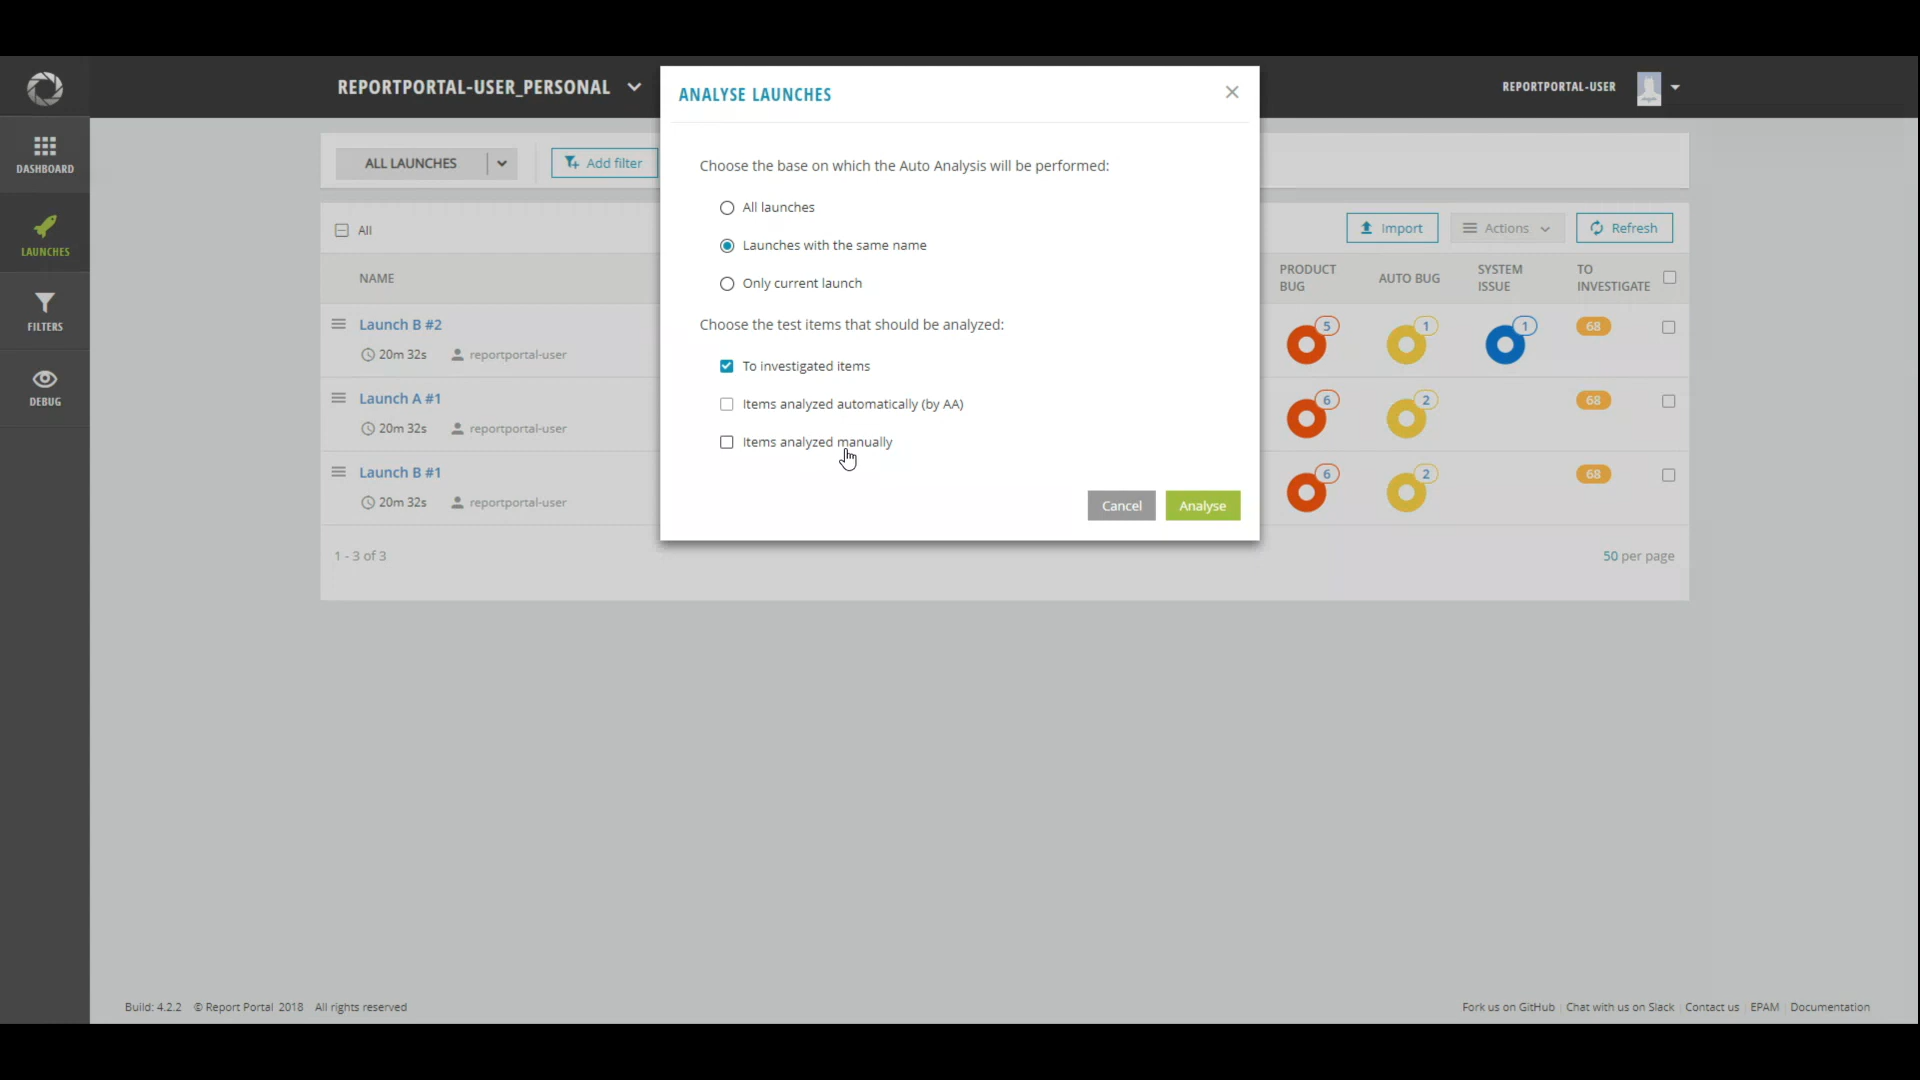 REPORTPORTAL-USER_PERSONAL
REPORTPORTAL-USER
DASHBOARD
LAUNCHES
FILTERS
DEBUG
ANALYSE LAUNCHES
Choose the base on which the Auto Analysis will be performed:
All launches
Launches with the same name
Only current launch
Choose the test items that should be analyzed:
To investigated items
Items analyzed automatically (by AA)
Items analyzed manually
Cancel Analyse
ALL LAUNCHES Add filter
All Import Actions Refresh
NAME PRODUCT BUG AUTO BUG SYSTEM ISSUE TO INVESTIGATE
Launch B #2 5 1 1 68
20m 32s reportportal-user
Launch A #1 6 2 68
20m 32s reportportal-user
Launch B #1 6 2 68
20m 32s reportportal-user
1 - 3 of 3 50 per page
Build: 4.2.2 © Report Portal 2018 All rights reserved
Fork us on GitHub Chat with us on Slack Contact us EPAM Documentation